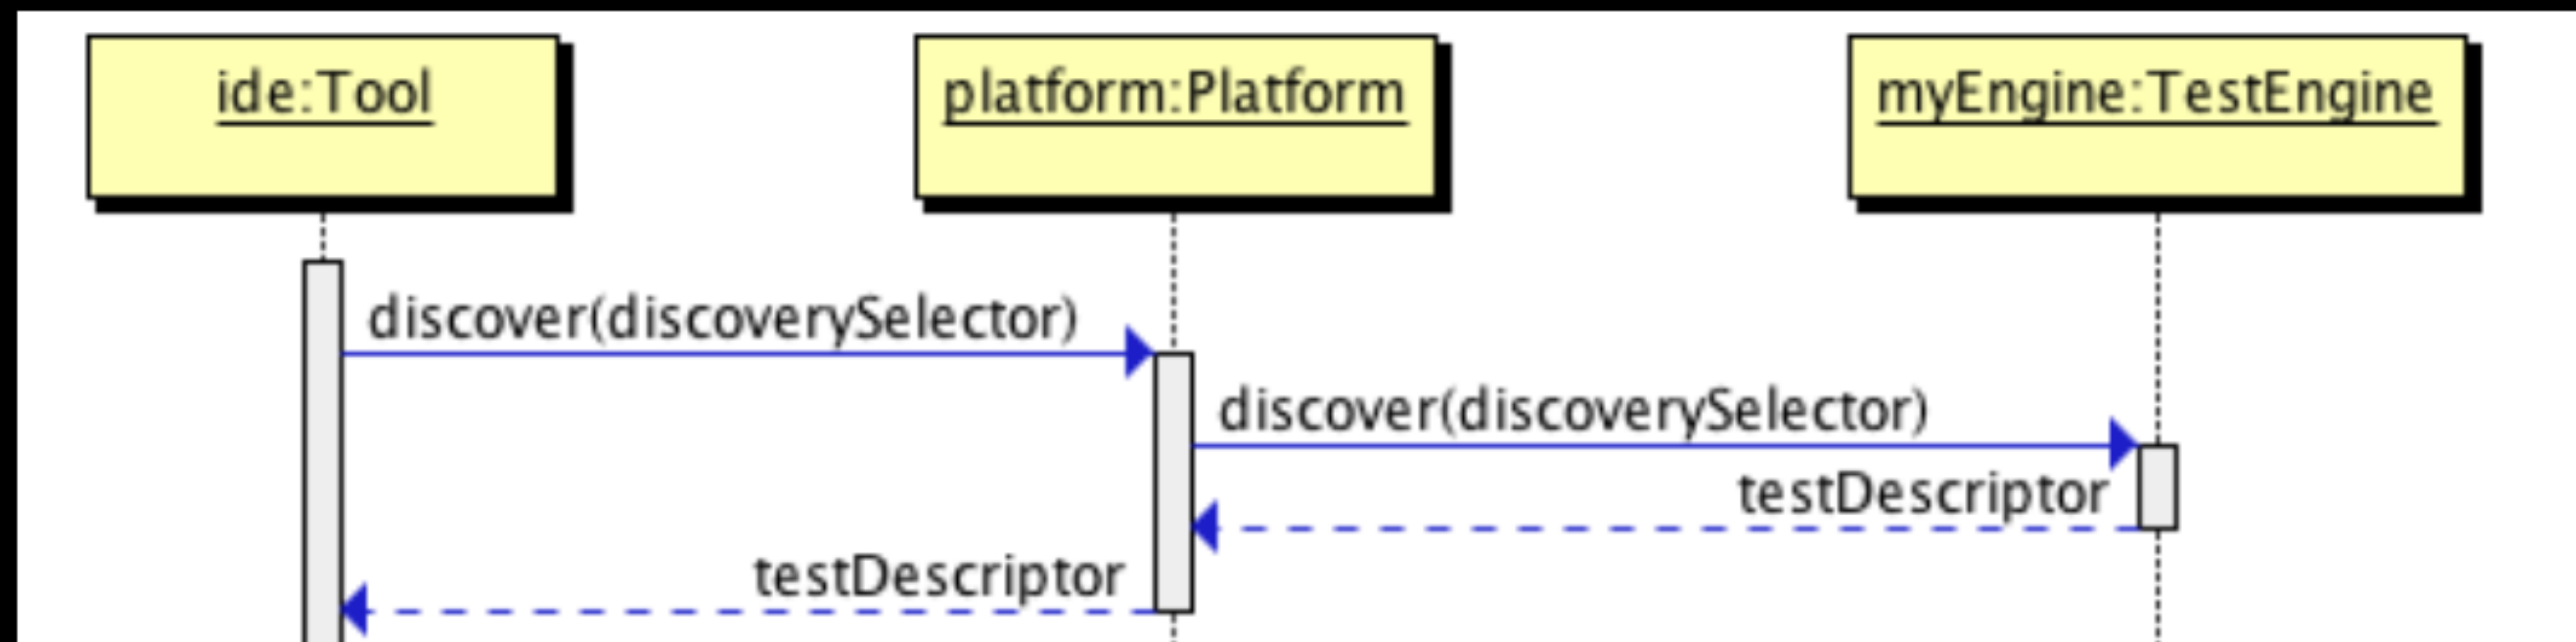 ide:Tool
platform:Platform
myEngine:TestEngine
discover(discoverySelector)
discover(discoverySelector)
testDescriptor
testDescriptor